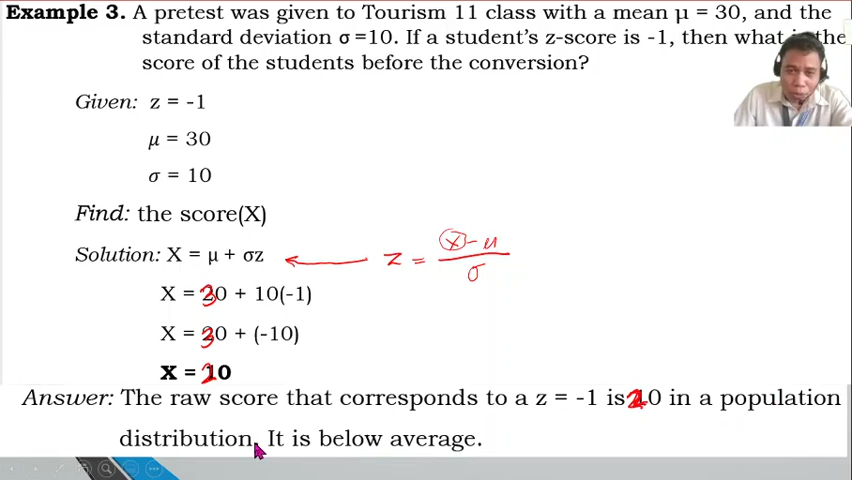 Example 3. A pretest was given to Tourism 11 class with a mean μ = 30, and the
standard deviation σ =10. If a student's z-score is -1, then what is the
score of the students before the conversion?
Given: z = -1
μ = 30
σ = 10
Find: the score(X)
Solution: X = μ + σz ← z = (x - μ)/σ
X = 30 + 10(-1)
X = 30 + (-10)
X = 20
Answer: The raw score that corresponds to a z = -1 is 20 in a population
distribution. It is below average.